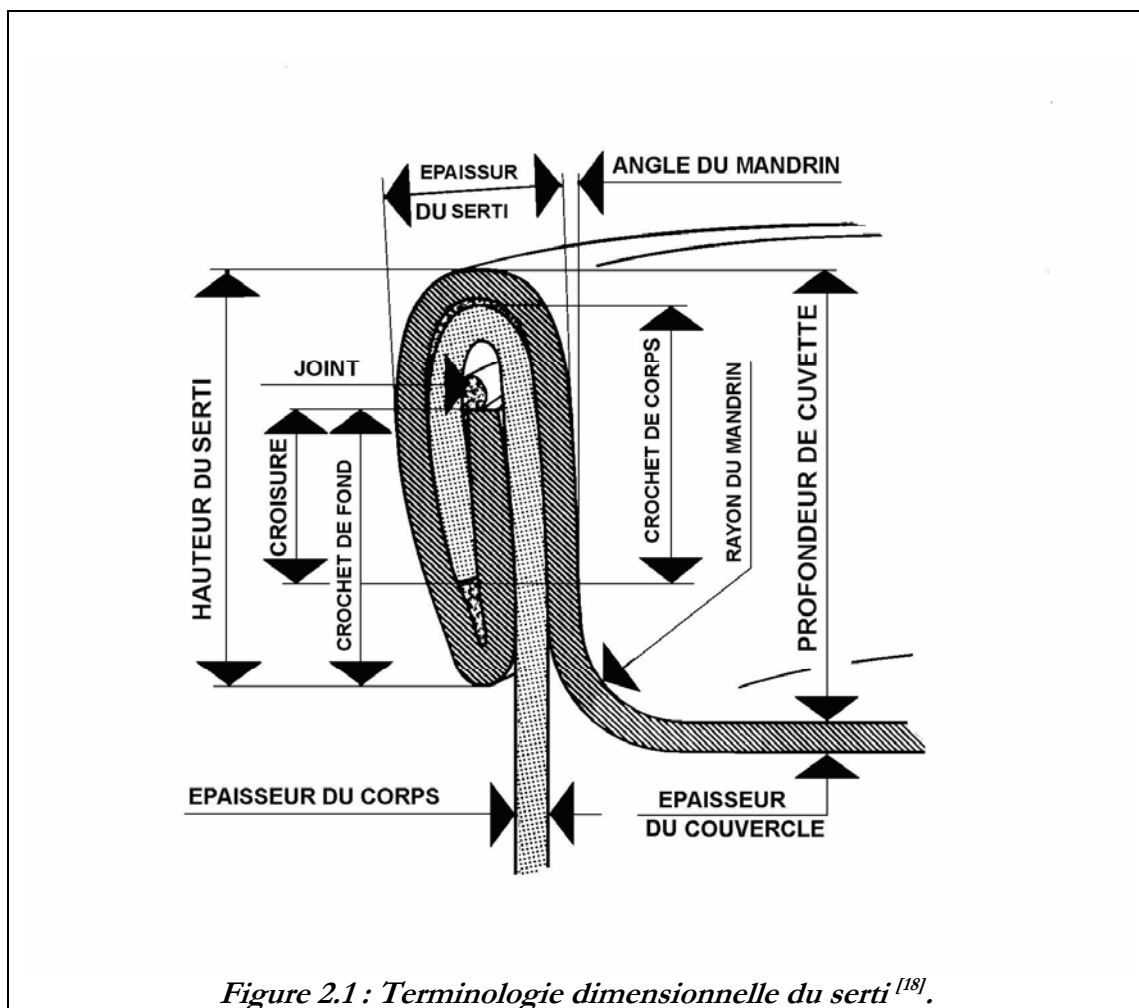 EPAISSUR
DU SERTI
ANGLE DU MANDRIN
HAUTEUR DU SERTI
JOINT
CROISURE
CROCHET DE FOND
CROCHET DE CORPS
RAYON DU MANDRIN
PROFONDEUR DE CUVETTE
EPAISSEUR DU CORPS
EPAISSEUR
DU COUVERCLE
Figure 2.1 : Terminologie dimensionnelle du serti [18].